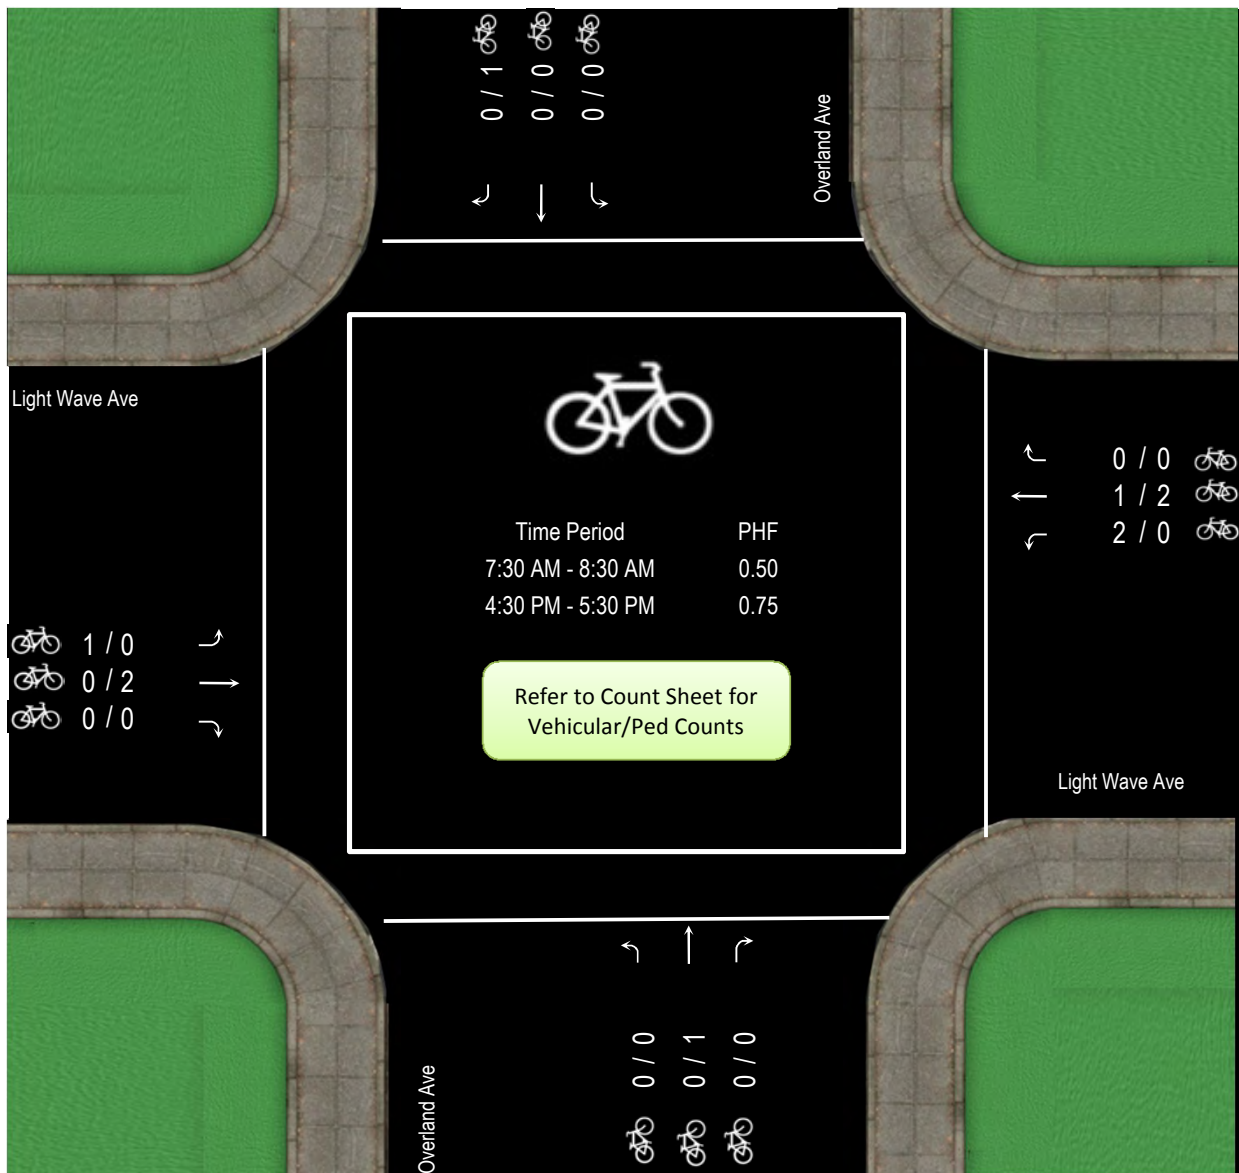 0 / 1
0 / 0
0 / 0
Overland Ave
Light Wave Ave
0 / 0
1 / 2
2 / 0
Time Period PHF
7:30 AM - 8:30 AM 0.50
4:30 PM - 5:30 PM 0.75
1 / 0
0 / 2
0 / 0
Refer to Count Sheet for
Vehicular/Ped Counts
Light Wave Ave
0 / 0
0 / 1
0 / 0
Overland Ave